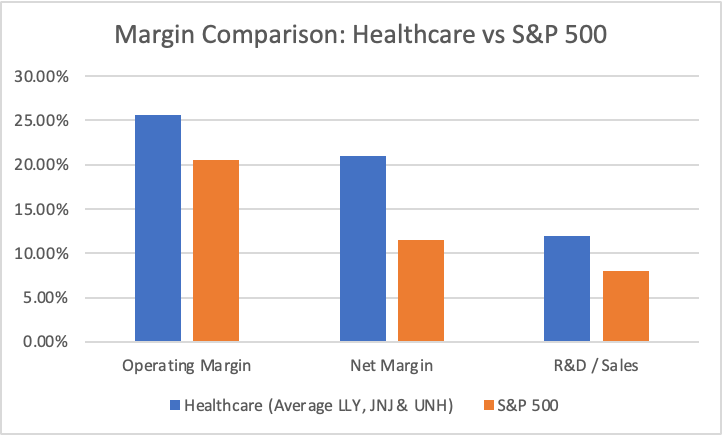 Margin Comparison: Healthcare vs S&P 500
30.00%
25.00%
20.00%
15.00%
10.00%
5.00%
0.00%
Operating Margin Net Margin R&D / Sales
Healthcare (Average LLY, JNJ & UNH) S&P 500